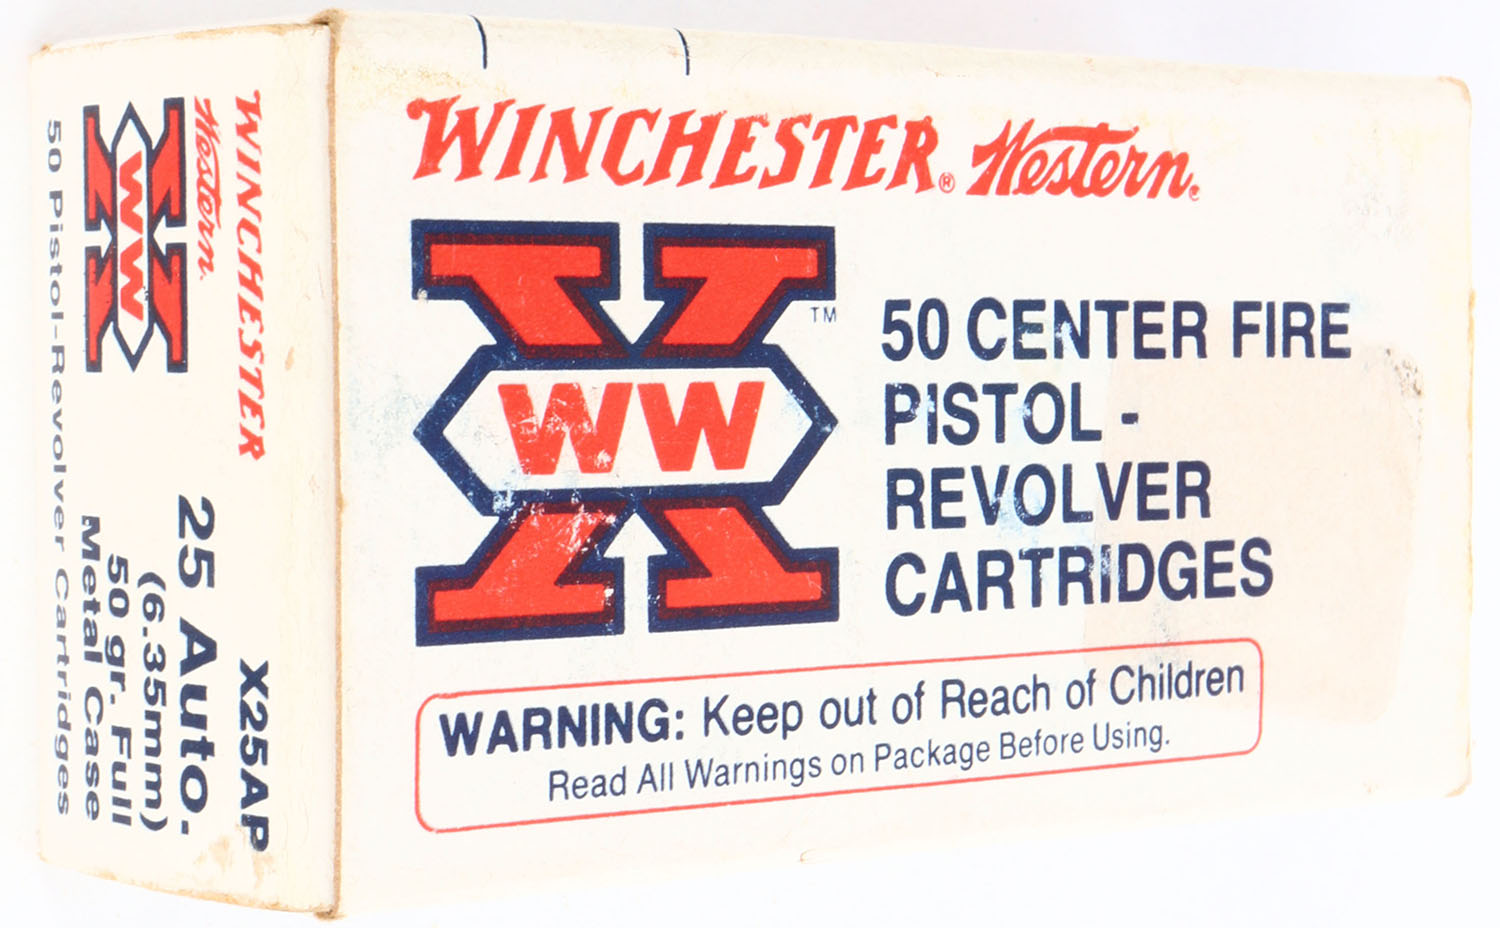 WINCHESTER® Western.
WW
TM
50 CENTER FIRE
PISTOL -
REVOLVER
CARTRIDGES
WARNING: Keep out of Reach of Children
Read All Warnings on Package Before Using.
WINCHESTER
Western.
WW
X25AP
25 Auto.
(6.35mm)
50 gr. Full
Metal Case
50 Pistol-Revolver Cartridges